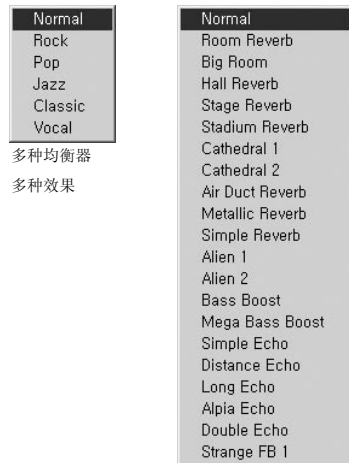 Normal
Rock
Pop
Jazz
Classic
Vocal
多种均衡器
多种效果
Normal
Room Reverb
Big Room
Hall Reverb
Stage Reverb
Stadium Reverb
Cathedral 1
Cathedral 2
Air Duct Reverb
Metallic Reverb
Simple Reverb
Alien 1
Alien 2
Bass Boost
Mega Bass Boost
Simple Echo
Distance Echo
Long Echo
Alpia Echo
Double Echo
Strange FB 1